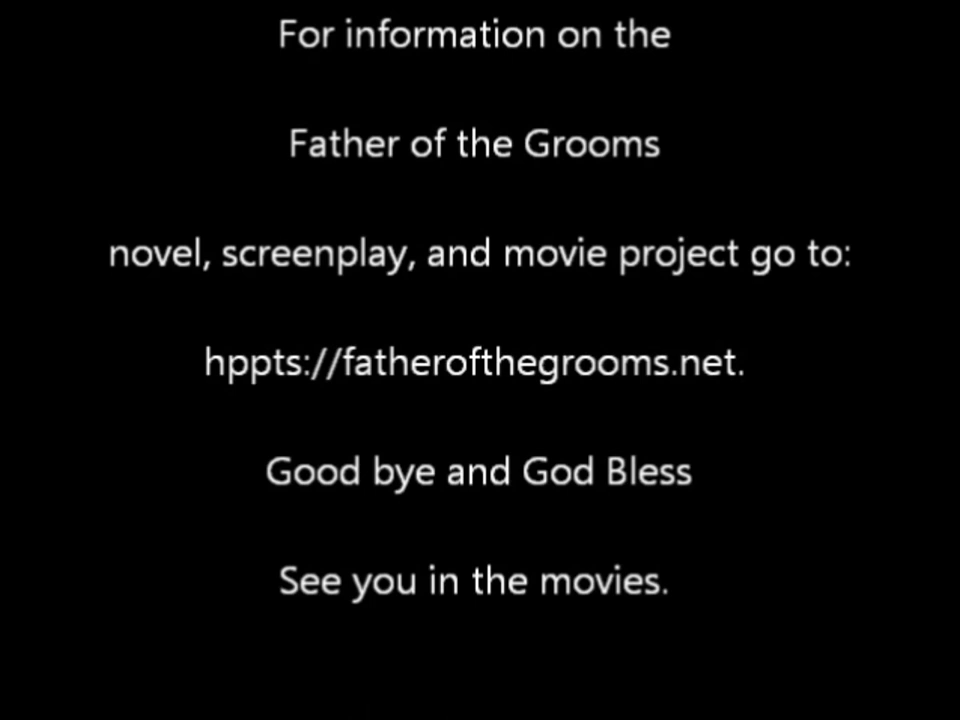 For information on the
Father of the Grooms
novel, screenplay, and movie project go to:
hppts://fatherofthegrooms.net.
Good bye and God Bless
See you in the movies.